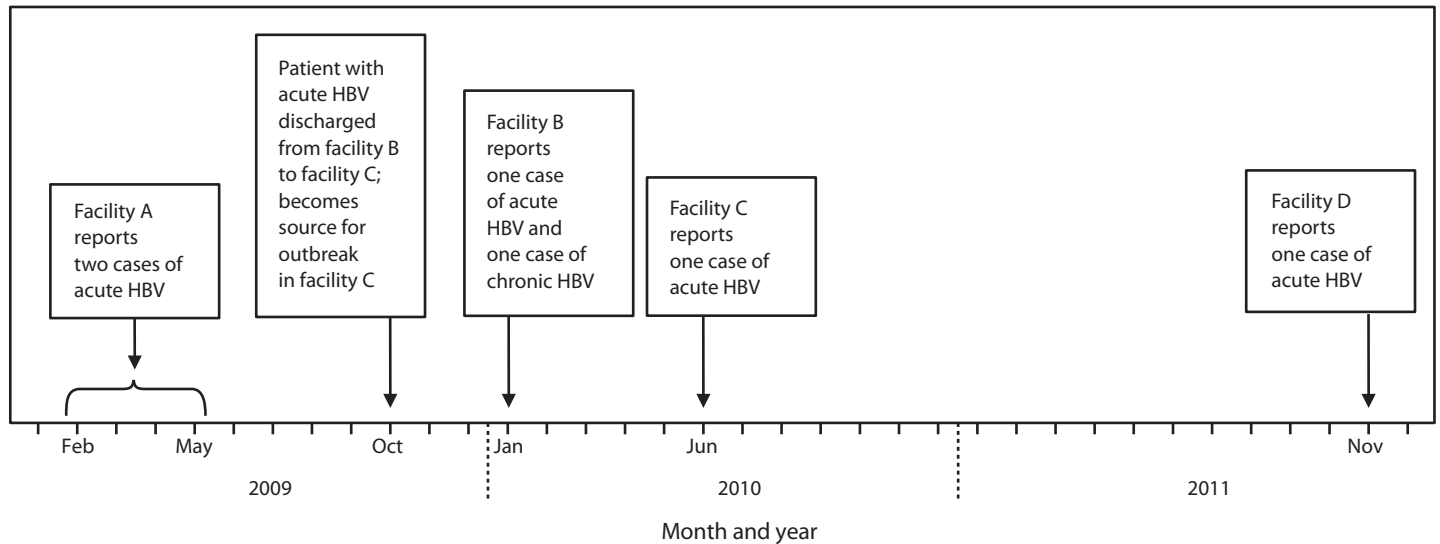 Facility A
reports
two cases of
acute HBV
Patient with
acute HBV
discharged
from facility B
to facility C;
becomes
source for
outbreak
in facility C
Facility B
reports
one case
of acute
HBV and
one case of
chronic HBV
Facility C
reports
one case of
acute HBV
Facility D
reports
one case of
acute HBV
Feb May Oct Jan Jun Nov
2009 2010 2011
Month and year